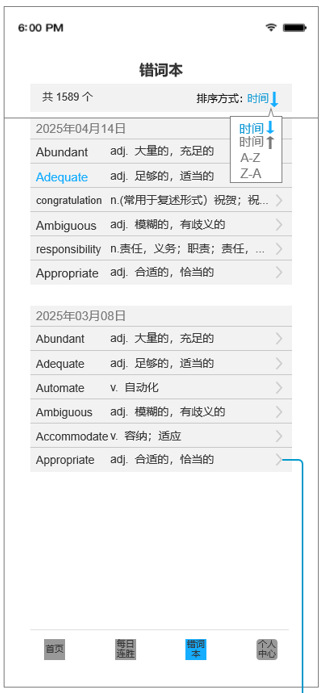 6:00 PM
错词本
共 1589 个 排序方式：时间
时间
时间
A-Z
Z-A
2025年04月14日
Abundant adj. 大量的，充足的
Adequate adj. 足够的，适当的
congratulation n.(常用于复述形式）祝贺；祝...
Ambiguous adj. 模糊的，有歧义的
responsibility n.责任，义务；职责；责任，...
Appropriate adj. 合适的，恰当的
2025年03月08日
Abundant adj. 大量的，充足的
Adequate adj. 足够的，适当的
Automate v. 自动化
Ambiguous adj. 模糊的，有歧义的
Accommodate v. 容纳；适应
Appropriate adj. 合适的，恰当的
首页 每日连胜 错词本 个人中心